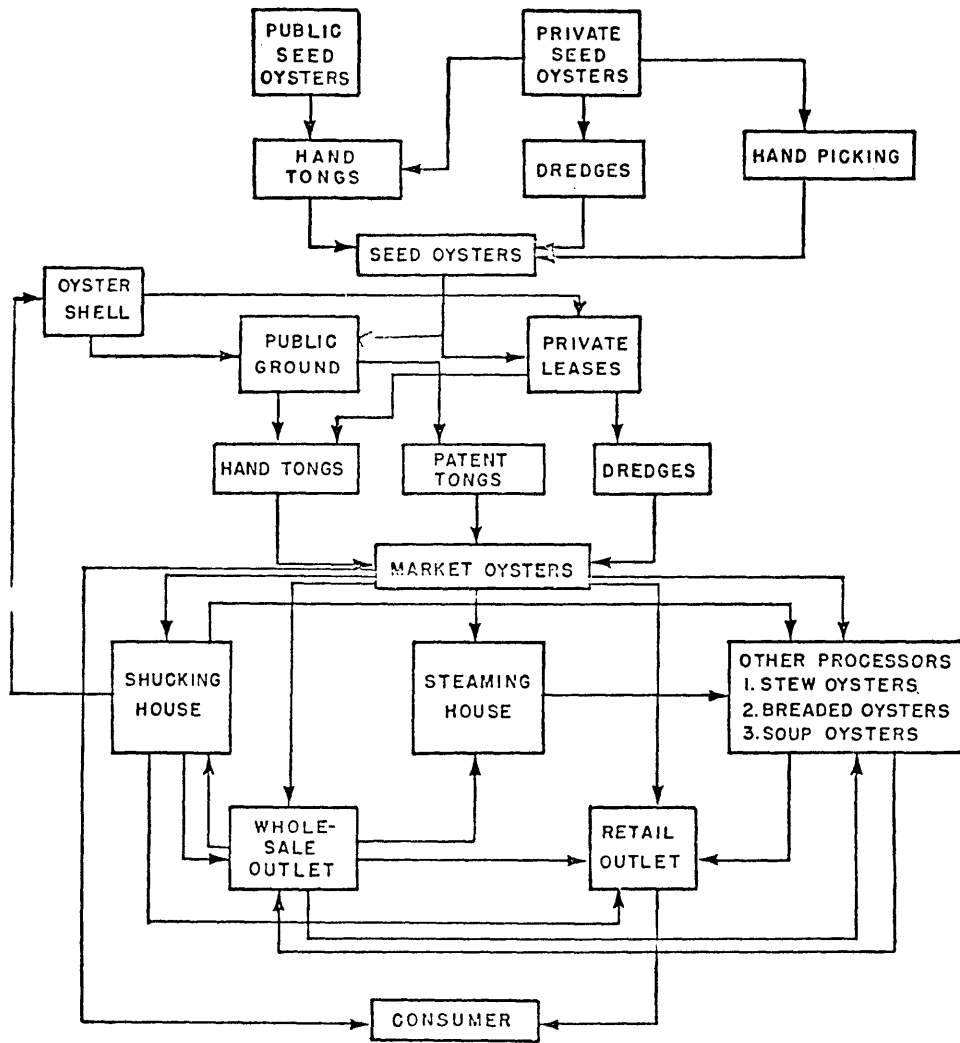 PUBLIC
SEED
OYSTERS
PRIVATE
SEED
OYSTERS
HAND
TONGS
DREDGES
HAND PICKING
SEED OYSTERS
OYSTER
SHELL
PUBLIC
GROUND
PRIVATE
LEASES
HAND TONGS
PATENT
TONGS
DREDGES
MARKET OYSTERS
SHUCKING
HOUSE
STEAMING
HOUSE
OTHER PROCESSORS
1. STEW OYSTERS
2. BREADED OYSTERS
3. SOUP OYSTERS
WHOLE-
SALE
OUTLET
RETAIL
OUTLET
CONSUMER